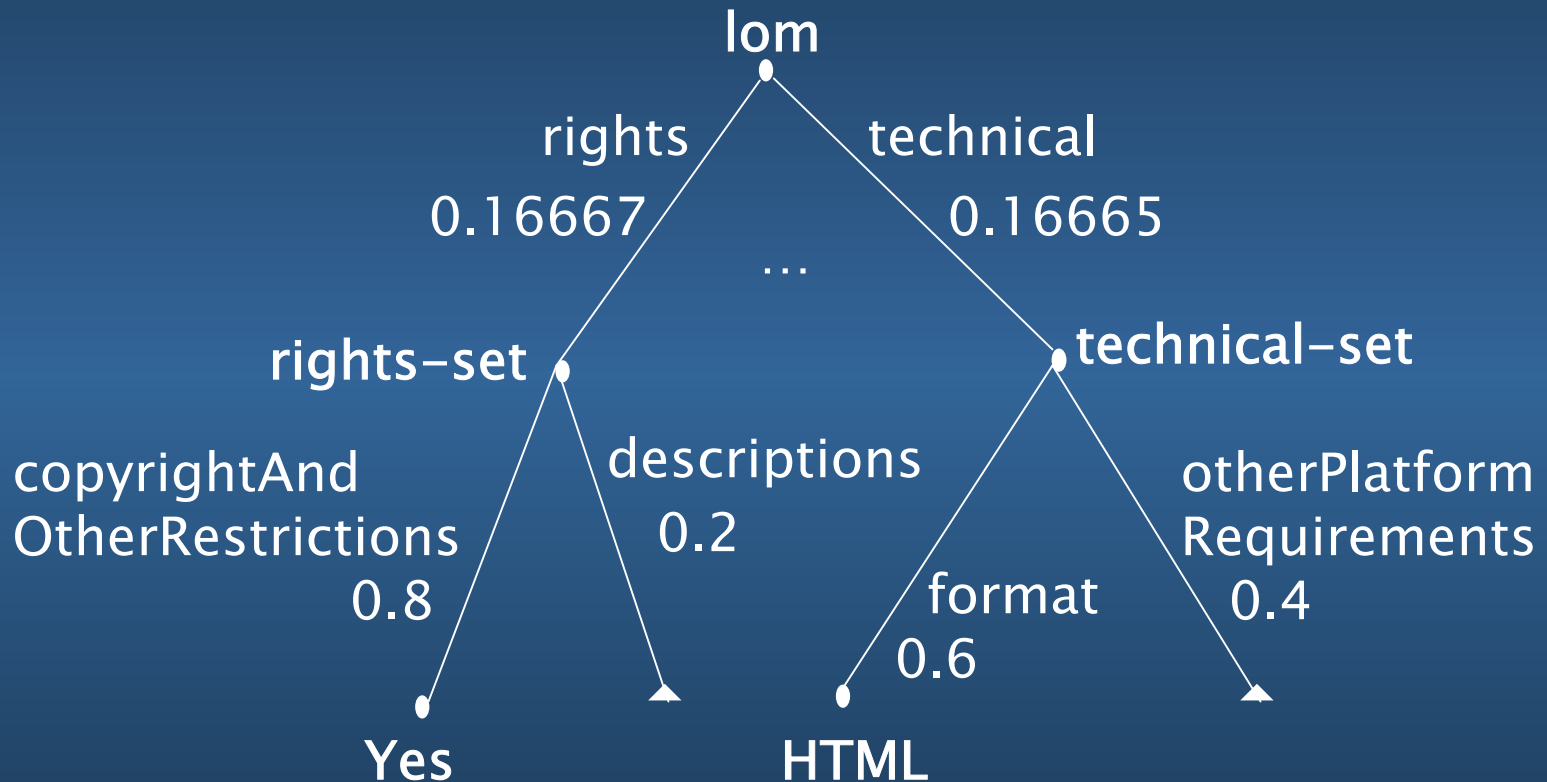 lom
rights
technical
0.16667
0.16665
...
rights-set
technical-set
copyrightAnd
OtherRestrictions
0.8
descriptions
0.2
format
0.6
otherPlatform
Requirements
0.4
Yes
HTML